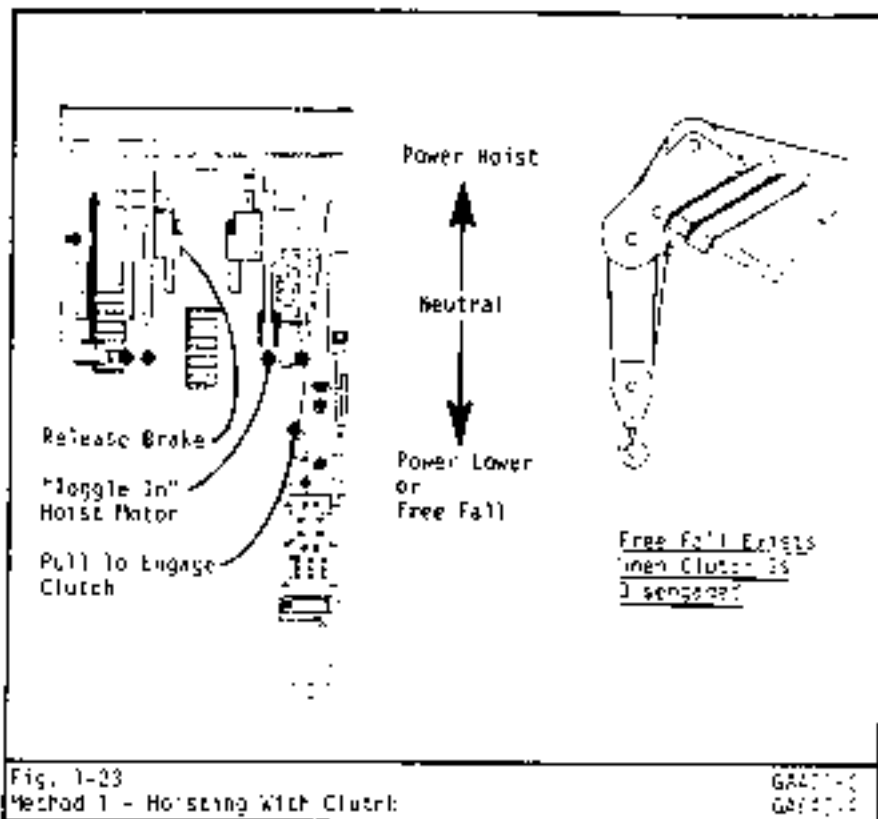 Power Hoist
Neutral
Release Brake
"Toggle In"
Hoist Motor
Pull To Engage
Clutch
Power Lower
or
Free Fall
Free Fall Exists
When Clutch Is
Disengaged
Fig. 1-23
Method 1 - Hoisting With Clutch